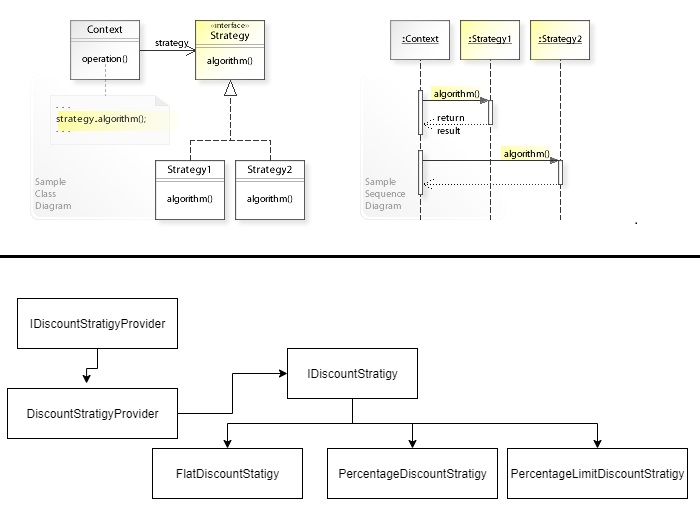 Context
operation()
strategy
«interface»
Strategy
algorithm()
. . .
strategy.algorithm();
. . .
Strategy1
algorithm()
Strategy2
algorithm()
Sample
Class
Diagram
:Context
:Strategy1
:Strategy2
algorithm()
return
result
algorithm()
Sample
Sequence
Diagram
.
IDiscountStratigyProvider
DiscountStratigyProvider
IDiscountStratigy
FlatDiscountStatigy
PercentageDiscountStratigy
PercentageLimitDiscountStratigy